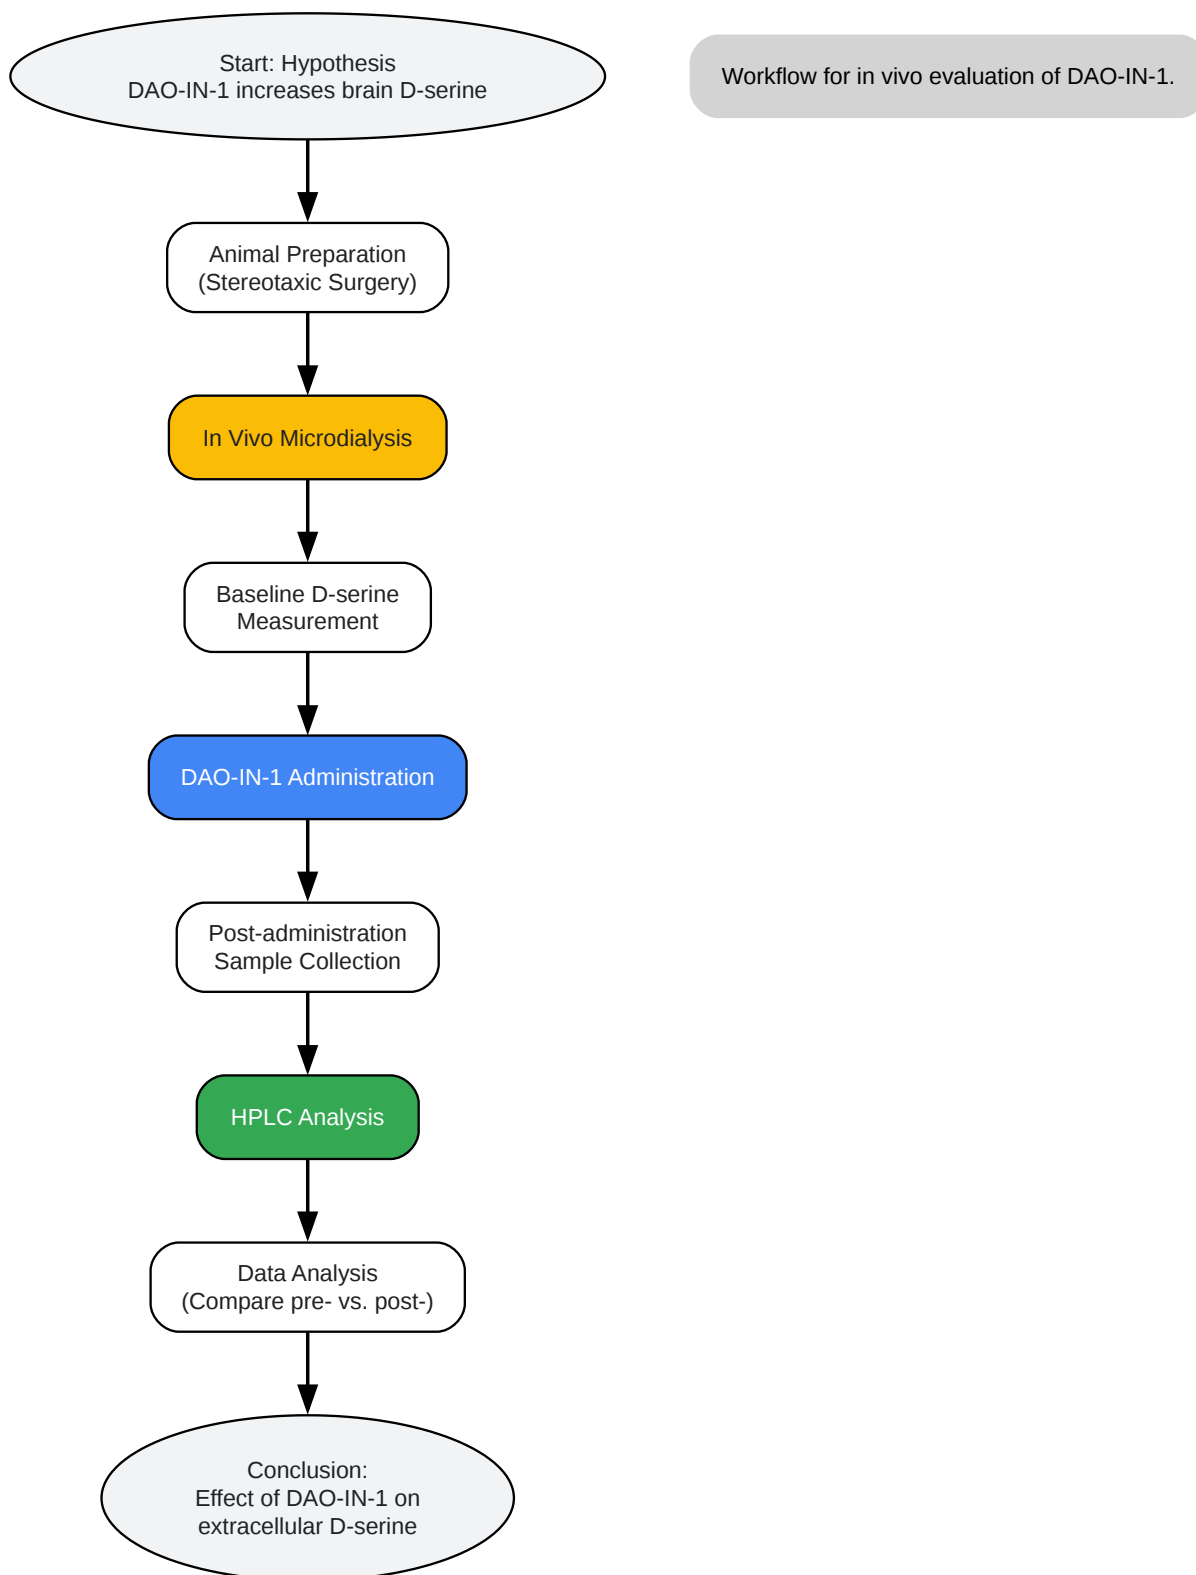 Start: Hypothesis
DAO-IN-1 increases brain D-serine
Workflow for in vivo evaluation of DAO-IN-1.
Animal Preparation
(Stereotaxic Surgery)
In Vivo Microdialysis
Baseline D-serine
Measurement
DAO-IN-1 Administration
Post-administration
Sample Collection
HPLC Analysis
Data Analysis
(Compare pre- vs. post-)
Conclusion:
Effect of DAO-IN-1 on
extracellular D-serine